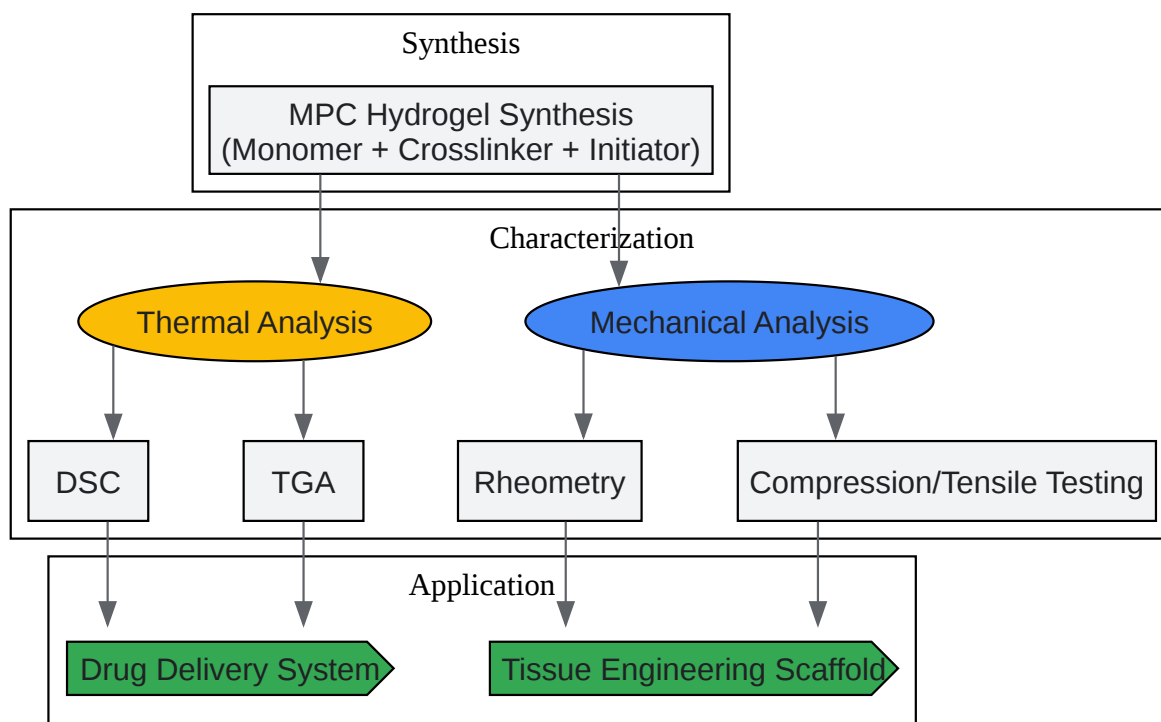 Synthesis
MPC Hydrogel Synthesis
(Monomer + Crosslinker + Initiator)
Characterization
Thermal Analysis
Mechanical Analysis
DSC
TGA
Rheometry
Compression/Tensile Testing
Application
Drug Delivery System
Tissue Engineering Scaffold